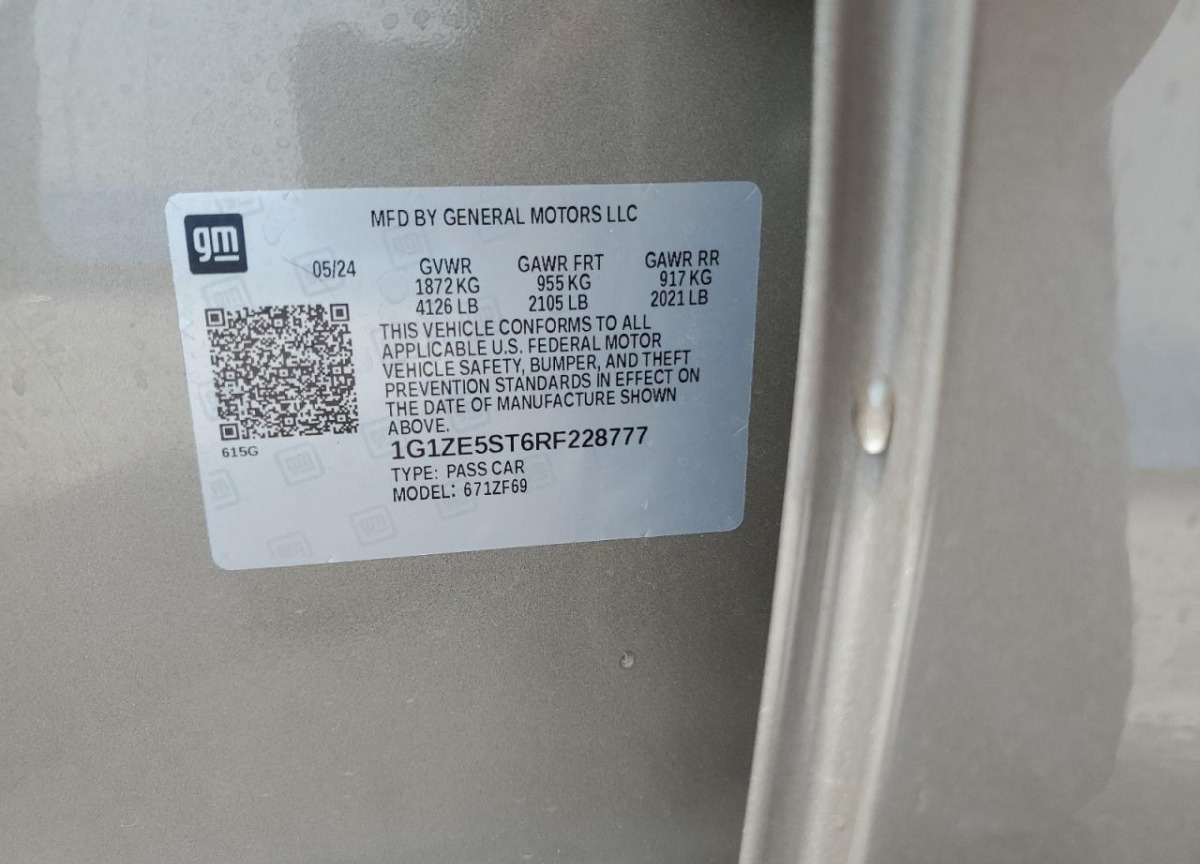 gm
MFD BY GENERAL MOTORS LLC
05/24
GVWR GAWR FRT GAWR RR
1872 KG 955 KG 917 KG
4126 LB 2105 LB 2021 LB
THIS VEHICLE CONFORMS TO ALL
APPLICABLE U.S. FEDERAL MOTOR
VEHICLE SAFETY, BUMPER, AND THEFT
PREVENTION STANDARDS IN EFFECT ON
THE DATE OF MANUFACTURE SHOWN
ABOVE.
615G
1G1ZE5ST6RF228777
TYPE: PASS CAR
MODEL: 671ZF69